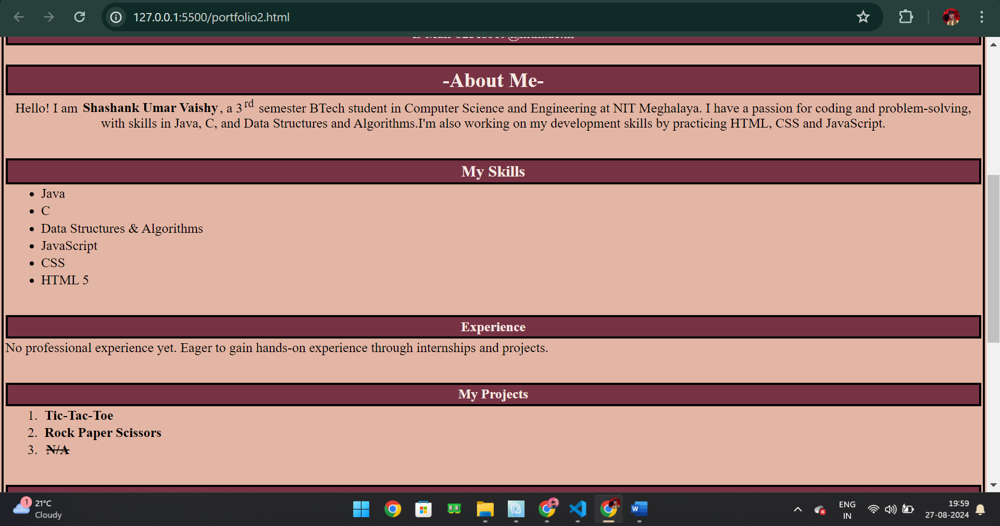 127.0.0.1:5500/portfolio2.html
-About Me-
Hello! I am Shashank Umar Vaishy, a 3rd semester BTech student in Computer Science and Engineering at NIT Meghalaya. I have a passion for coding and problem-solving,
with skills in Java, C, and Data Structures and Algorithms.I'm also working on my development skills by practicing HTML, CSS and JavaScript.
My Skills
• Java
• C
• Data Structures & Algorithms
• JavaScript
• CSS
• HTML 5
Experience
No professional experience yet. Eager to gain hands-on experience through internships and projects.
My Projects
1. Tic-Tac-Toe
2. Rock Paper Scissors
3. N/A
1
21°C
Cloudy
W
ENG
IN
19:59
27-08-2024